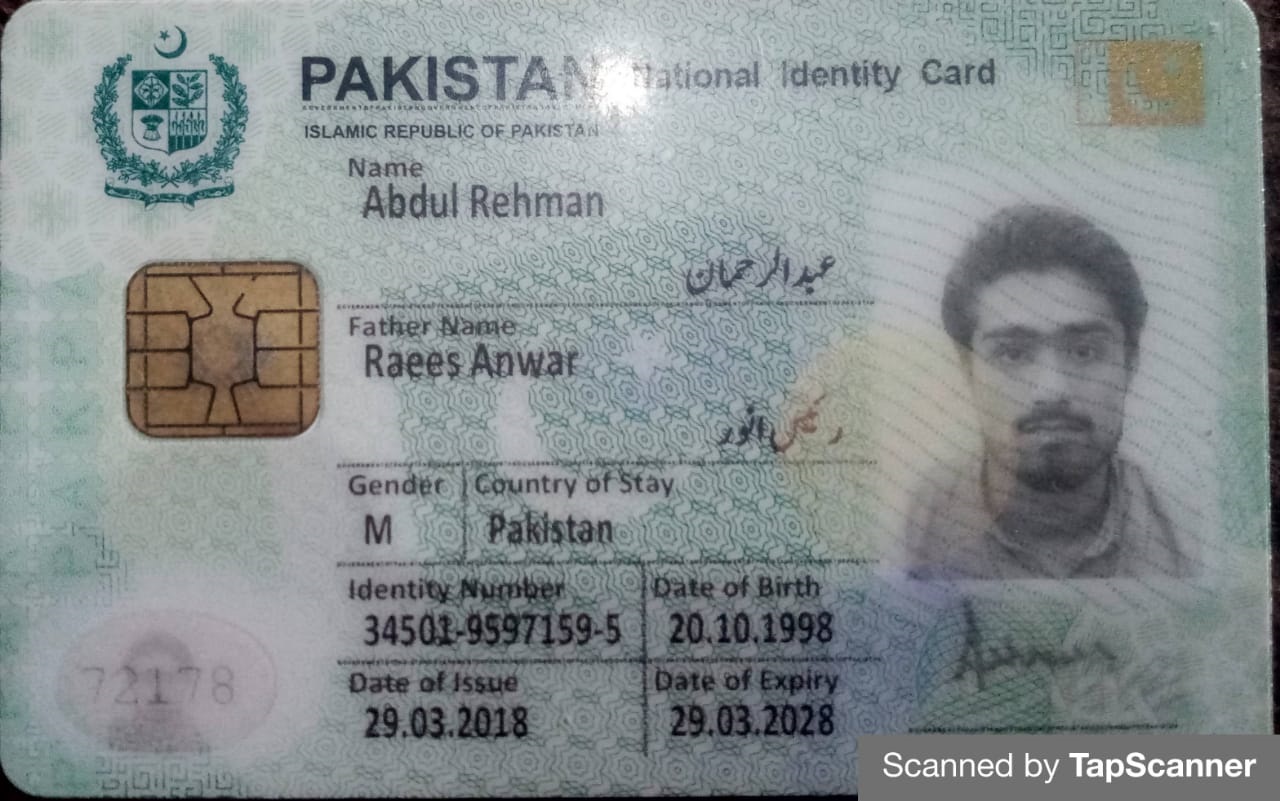 PAKISTAN National Identity Card
ISLAMIC REPUBLIC OF PAKISTAN
Name
Abdul Rehman
عبدالرحمان
Father Name
Raees Anwar
رئیس انور
Gender Country of Stay
M Pakistan
Identity Number Date of Birth
34501-9597159-5 20.10.1998
72178
Date of Issue Date of Expiry
29.03.2018 29.03.2028
Scanned by TapScanner